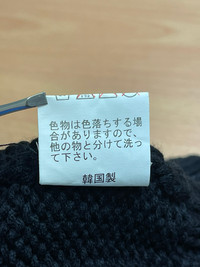 色物は色落ちする場
合がありますので、
他の物と分けて洗っ
て下さい。
韓国製